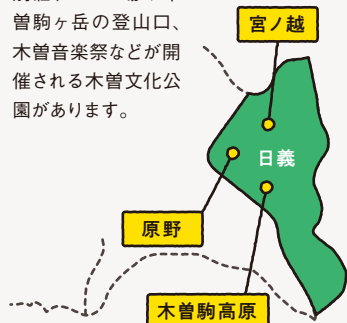 曽駒ヶ岳の登山口、
木曽音楽祭などが開
催される木曽文化公
園があります。
宮ノ越
日義
原野
木曽駒高原